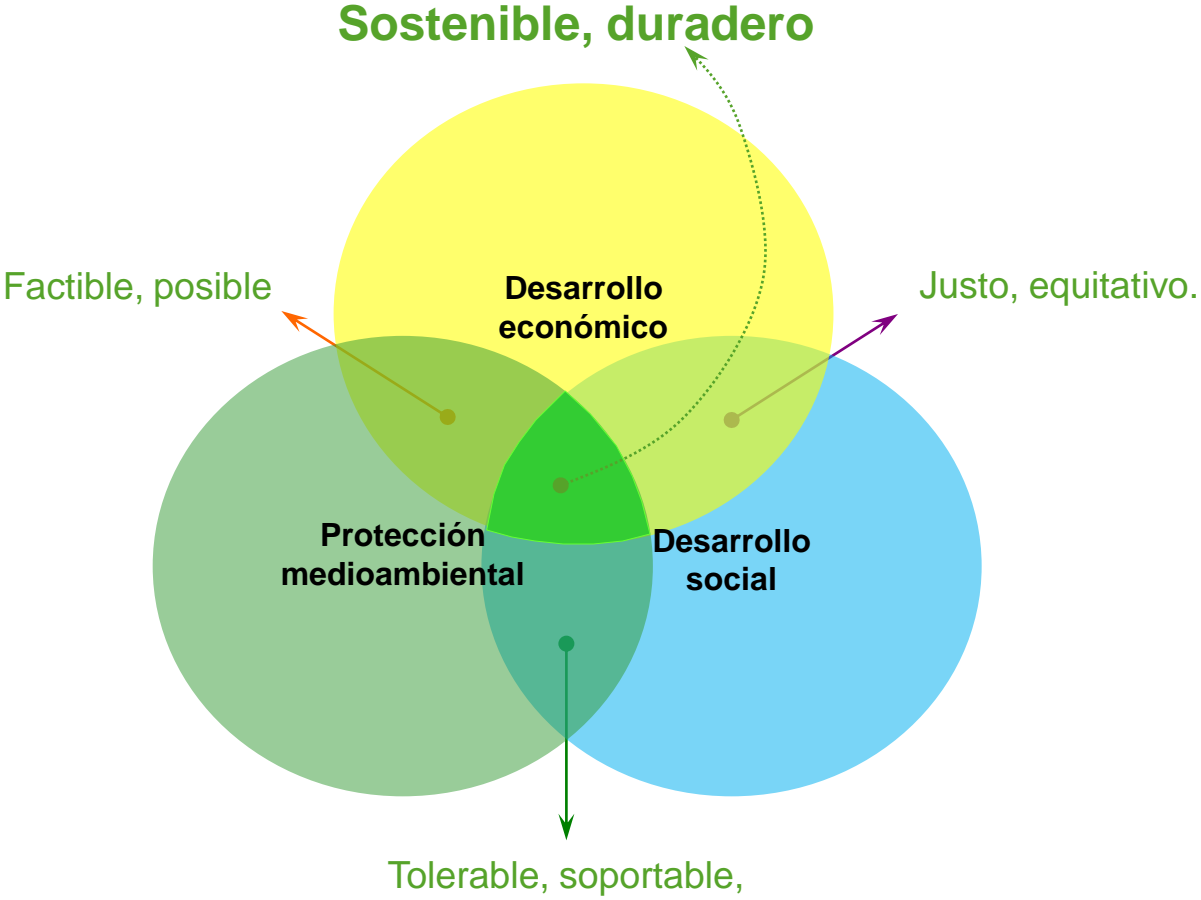 Sostenible, duradero
Factible, posible
Justo, equitativo.
Desarrollo
económico
Protección
medioambiental
Desarrollo
social
Tolerable, soportable,